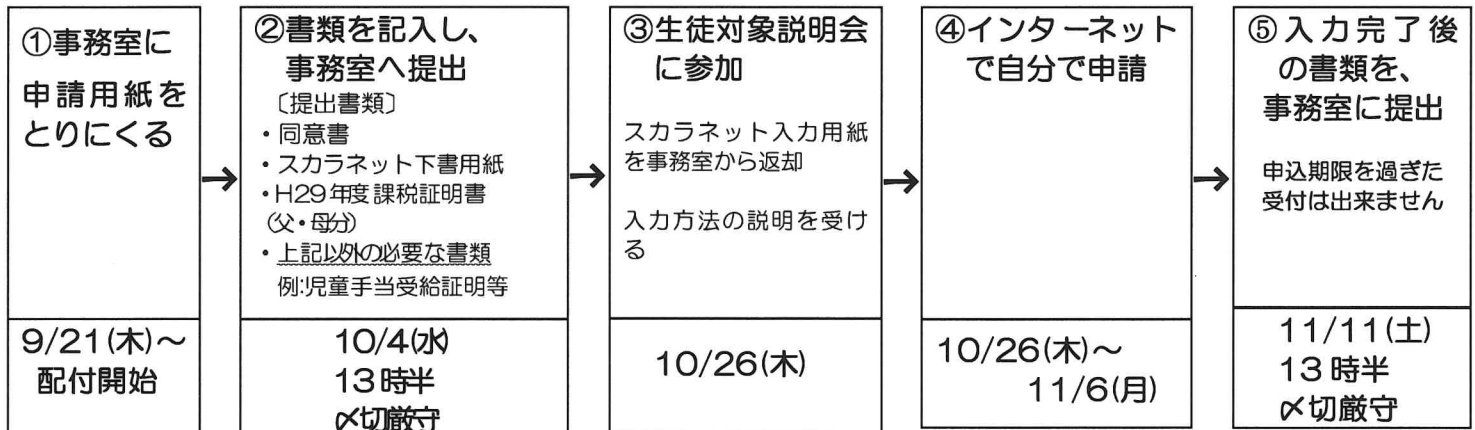 ①事務室に
申請用紙を
とりにくる
9/21(木)～
配付開始
→
②書類を記入し、
事務室へ提出
〔提出書類〕
・同意書
・スカラネット下書用紙
・H29年度課税証明書
(父・母分)
・上記以外の必要な書類
例:児童手当受給証明等
10/4(水)
13時半
〆切厳守
→
③生徒対象説明会
に参加
スカラネット入力用紙
を事務室から返却
入力方法の説明を受け
る
10/26(木)
→
④インターネット
で自分で申請
10/26(木)～
11/6(月)
→
⑤入力完了後
の書類を、
事務室に提出
申込期限を過ぎた
受付は出来ません
11/11(土)
13時半
〆切厳守